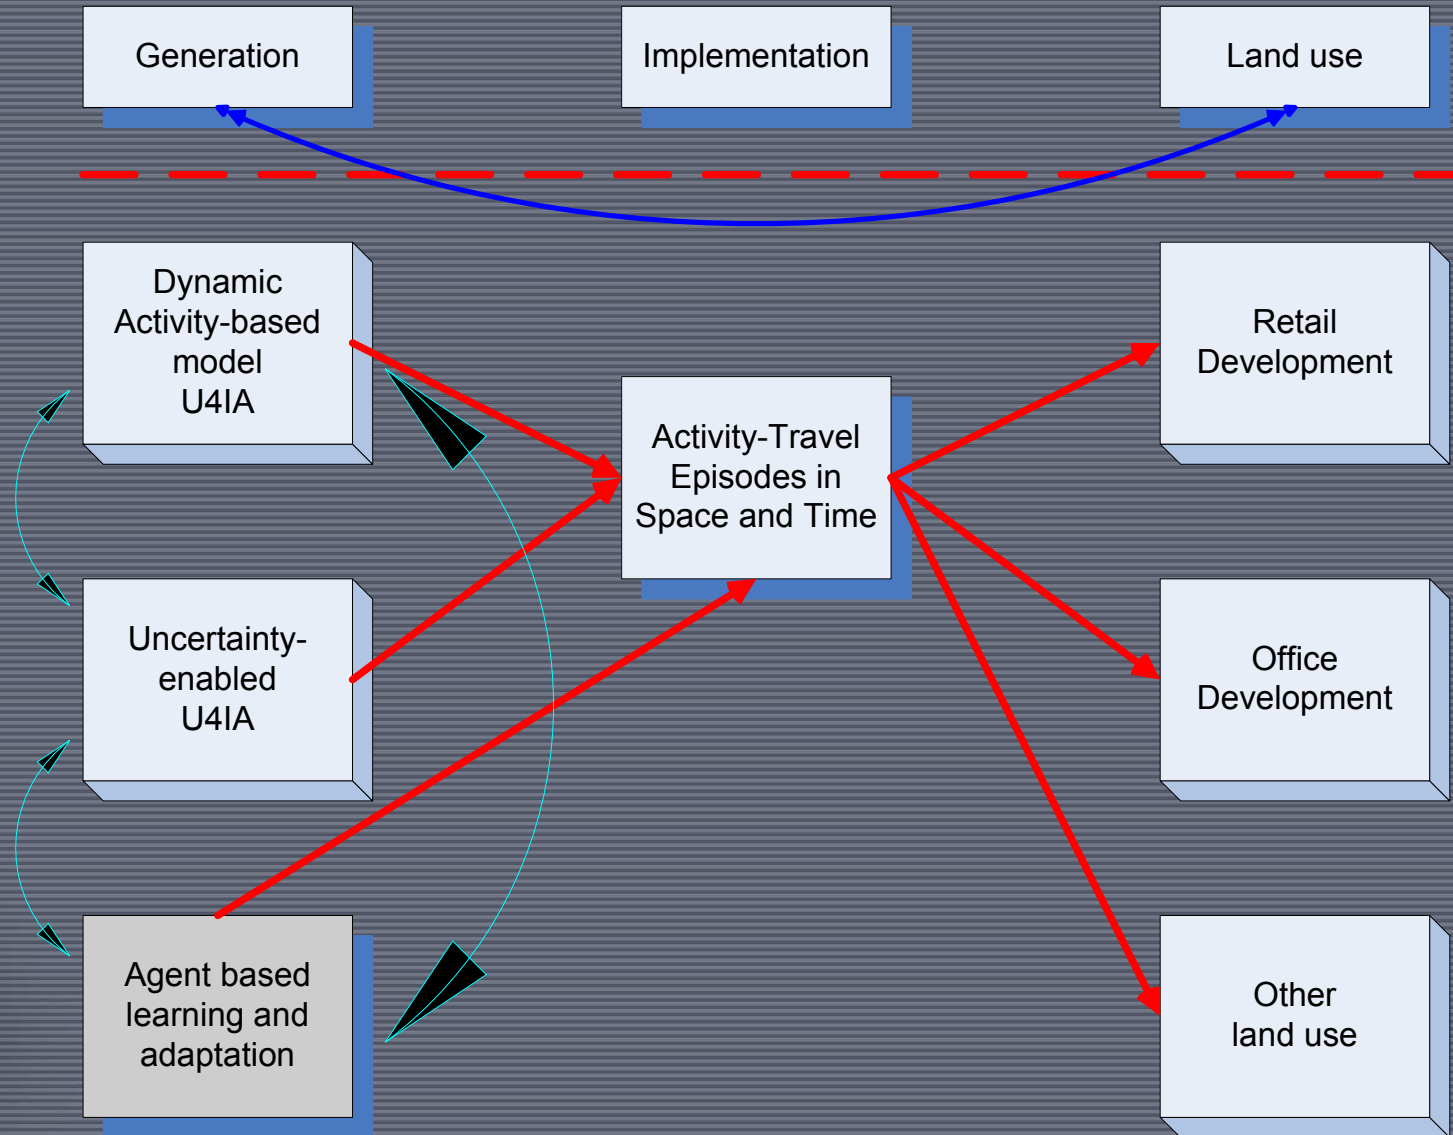 Generation
Implementation
Land use
Dynamic
Activity-based
model
U4IA
Retail
Development
Activity-Travel
Episodes in
Space and Time
Uncertainty-
enabled
U4IA
Office
Development
Agent based
learning and
adaptation
Other
land use